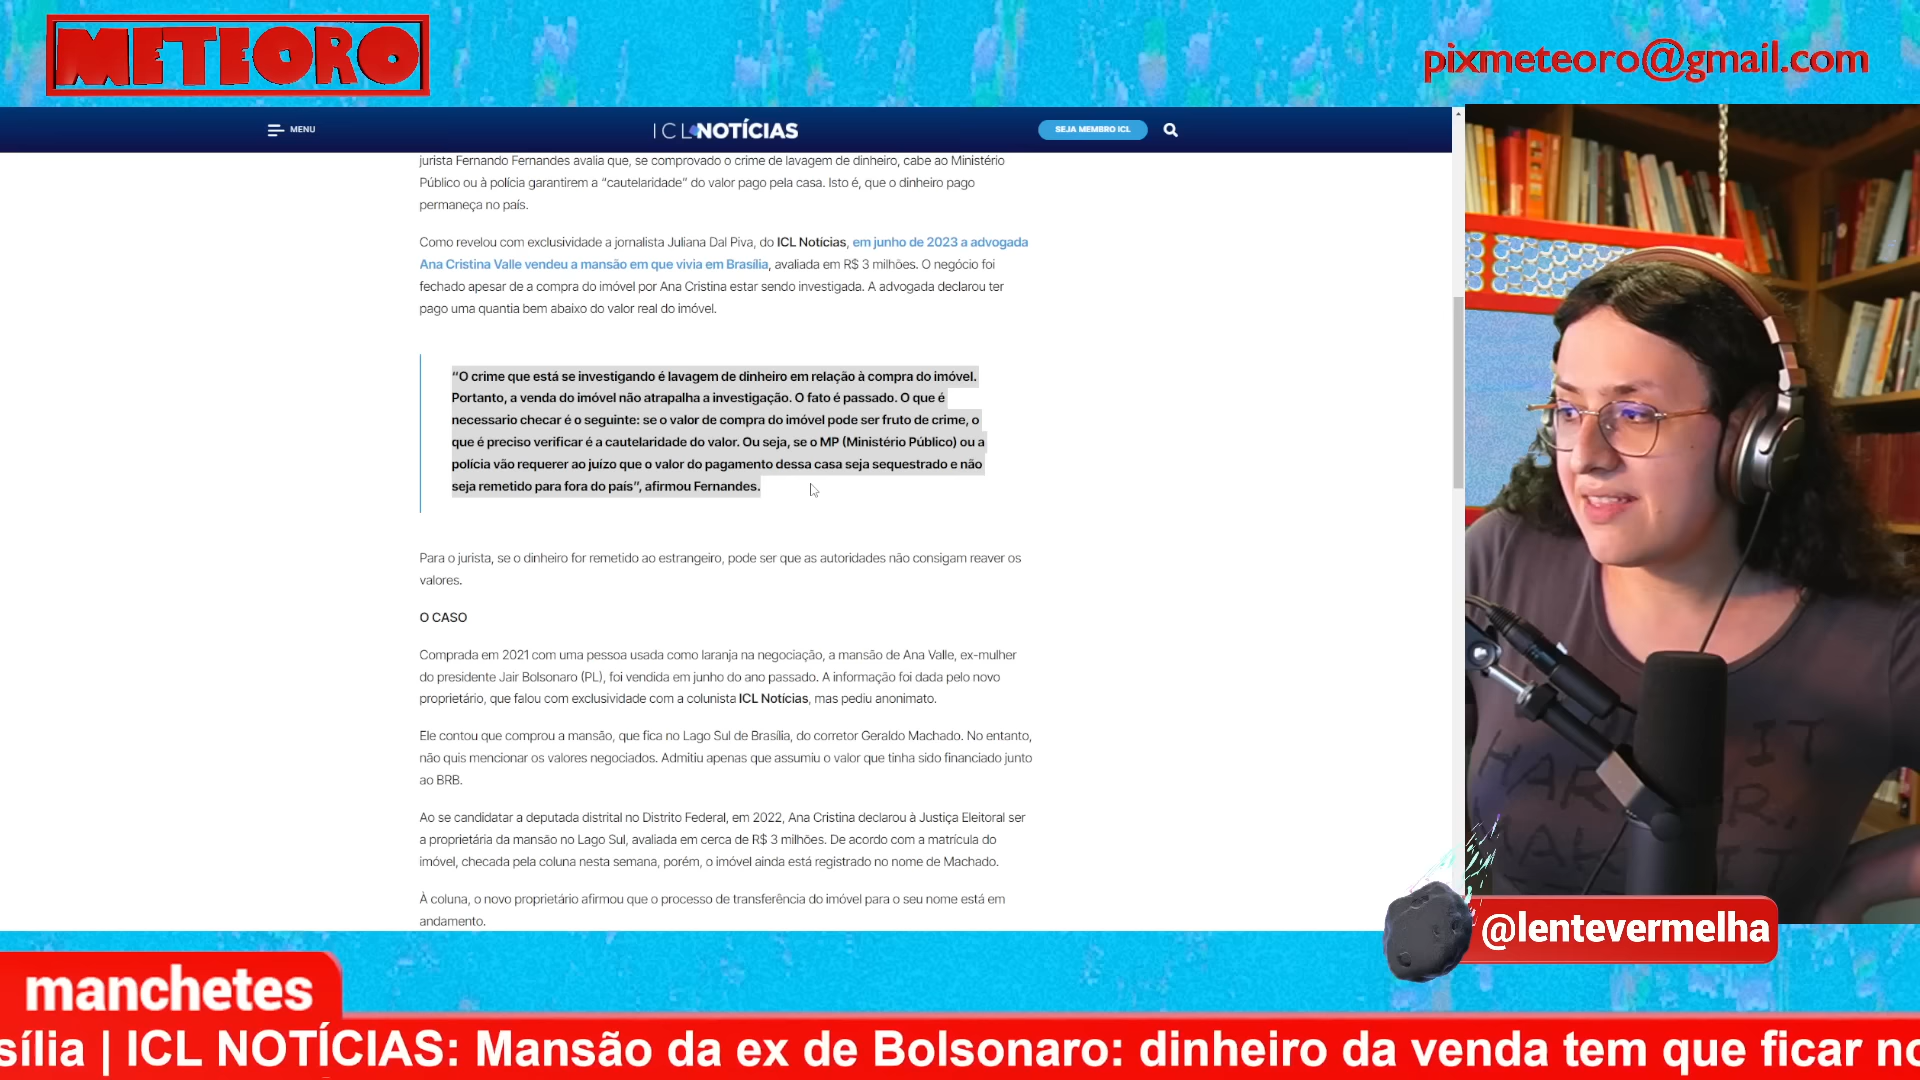 METEORO
pixmeteoro@gmail.com
MENU
ICL NOTÍCIAS
SEJA MEMBRO ICL
jurista Fernando Fernandes avalia que, se comprovado o crime de lavagem de dinheiro, cabe ao Ministério
Público ou à polícia garantirem a “cautelaridade” do valor pago pela casa. Isto é, que o dinheiro pago
permaneça no país.
Como revelou com exclusividade a jornalista Juliana Dal Piva, do ICL Notícias, em junho de 2023 a advogada
Ana Cristina Valle vendeu a mansão em que vivia em Brasília, avaliada em R$ 3 milhões. O negócio foi
fechado apesar de a compra do imóvel por Ana Cristina estar sendo investigada. A advogada declarou ter
pago uma quantia bem abaixo do valor real do imóvel.
“O crime que está se investigando é lavagem de dinheiro em relação à compra do imóvel.
Portanto, a venda do imóvel não atrapalha a investigação. O fato é passado. O que é
necessario checar é o seguinte: se o valor de compra do imóvel pode ser fruto de crime, o
que é preciso verificar é a cautelaridade do valor. Ou seja, se o MP (Ministério Público) ou a
polícia vão requerer ao juízo que o valor do pagamento dessa casa seja sequestrado e não
seja remetido para fora do país”, afirmou Fernandes.
Para o jurista, se o dinheiro for remetido ao estrangeiro, pode ser que as autoridades não consigam reaver os
valores.
O CASO
Comprada em 2021 com uma pessoa usada como laranja na negociação, a mansão de Ana Valle, ex-mulher
do presidente Jair Bolsonaro (PL), foi vendida em junho do ano passado. A informação foi dada pelo novo
proprietário, que falou com exclusividade com a colunista ICL Notícias, mas pediu anonimato.
Ele contou que comprou a mansão, que fica no Lago Sul de Brasília, do corretor Geraldo Machado. No entanto,
não quis mencionar os valores negociados. Admitiu apenas que assumiu o valor que tinha sido financiado junto
ao BRB.
Ao se candidatar a deputada distrital no Distrito Federal, em 2022, Ana Cristina declarou à Justiça Eleitoral ser
a proprietária da mansão no Lago Sul, avaliada em cerca de R$ 3 milhões. De acordo com a matrícula do
imóvel, checada pela coluna nesta semana, porém, o imóvel ainda está registrado no nome de Machado.
À coluna, o novo proprietário afirmou que o processo de transferência do imóvel para o seu nome está em
andamento.
@lentevermelha
manchetes
sília | ICL NOTÍCIAS: Mansão da ex de Bolsonaro: dinheiro da venda tem que ficar no